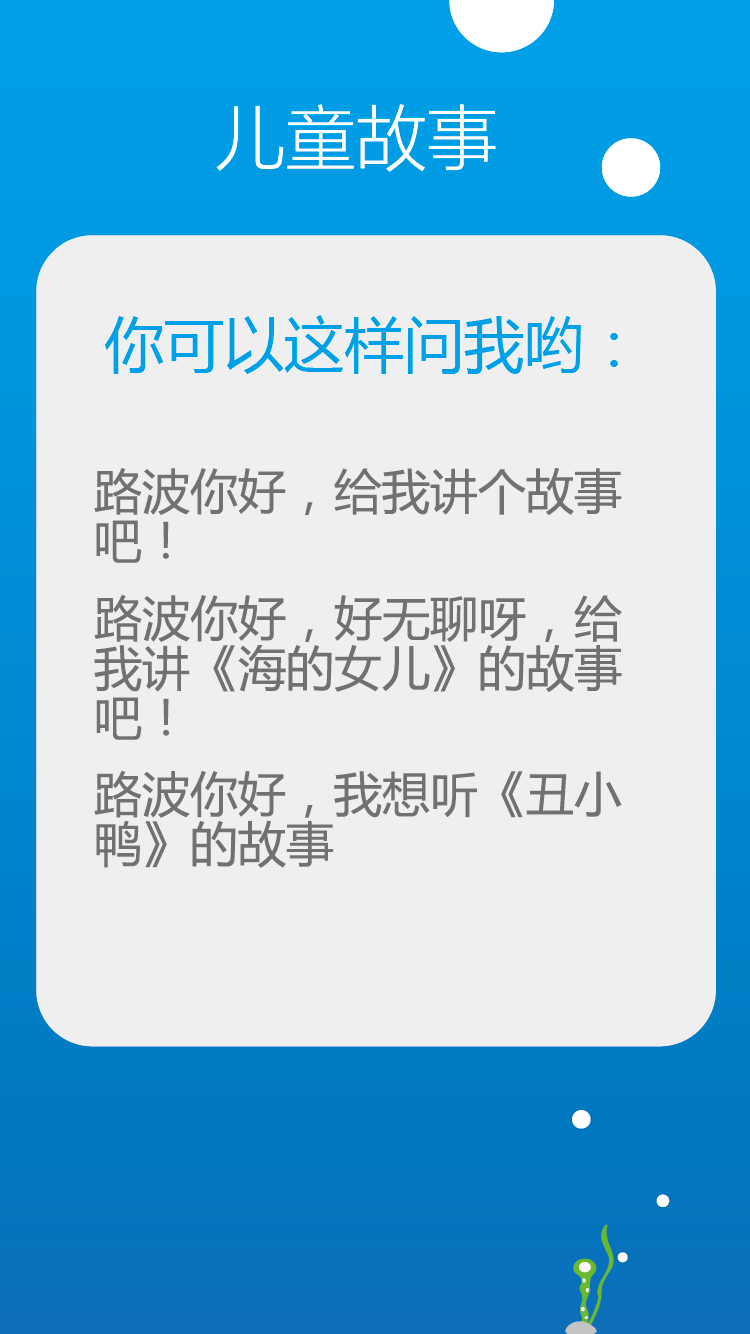 儿童故事
你可以这样问我哟：
路波你好，给我讲个故事
吧！
路波你好，好无聊呀，给
我讲《海的女儿》的故事
吧！
路波你好，我想听《丑小
鸭》的故事